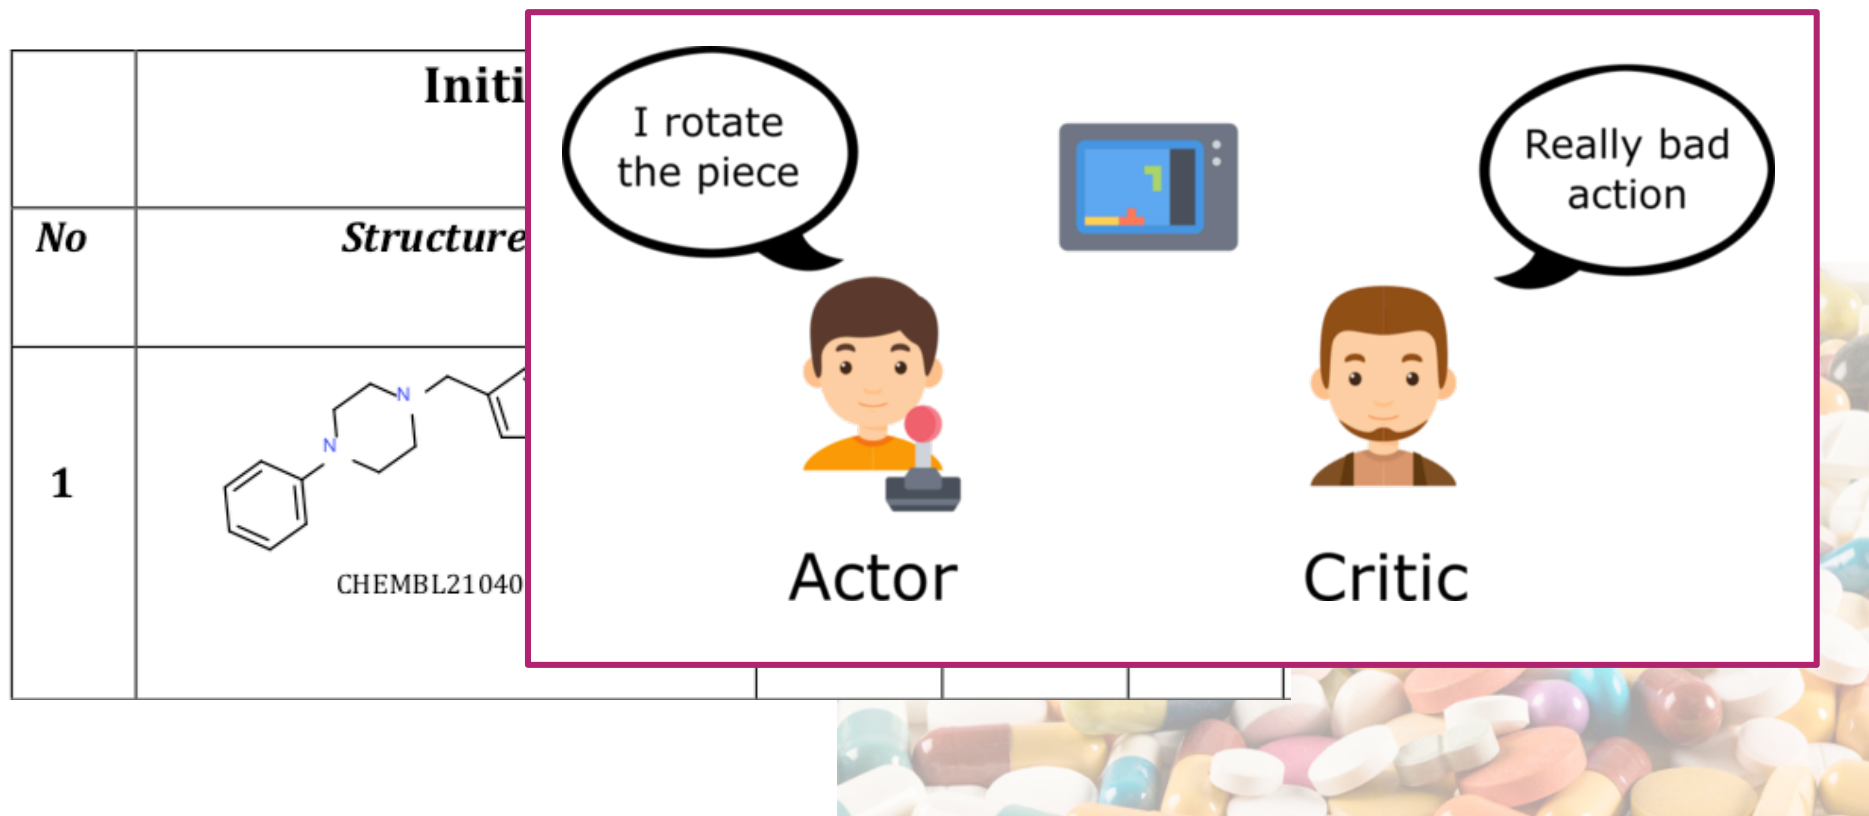 Initi
No
Structure
N
N
1
CHEMBL21040
I rotate
the piece
Really bad
action
Actor
Critic